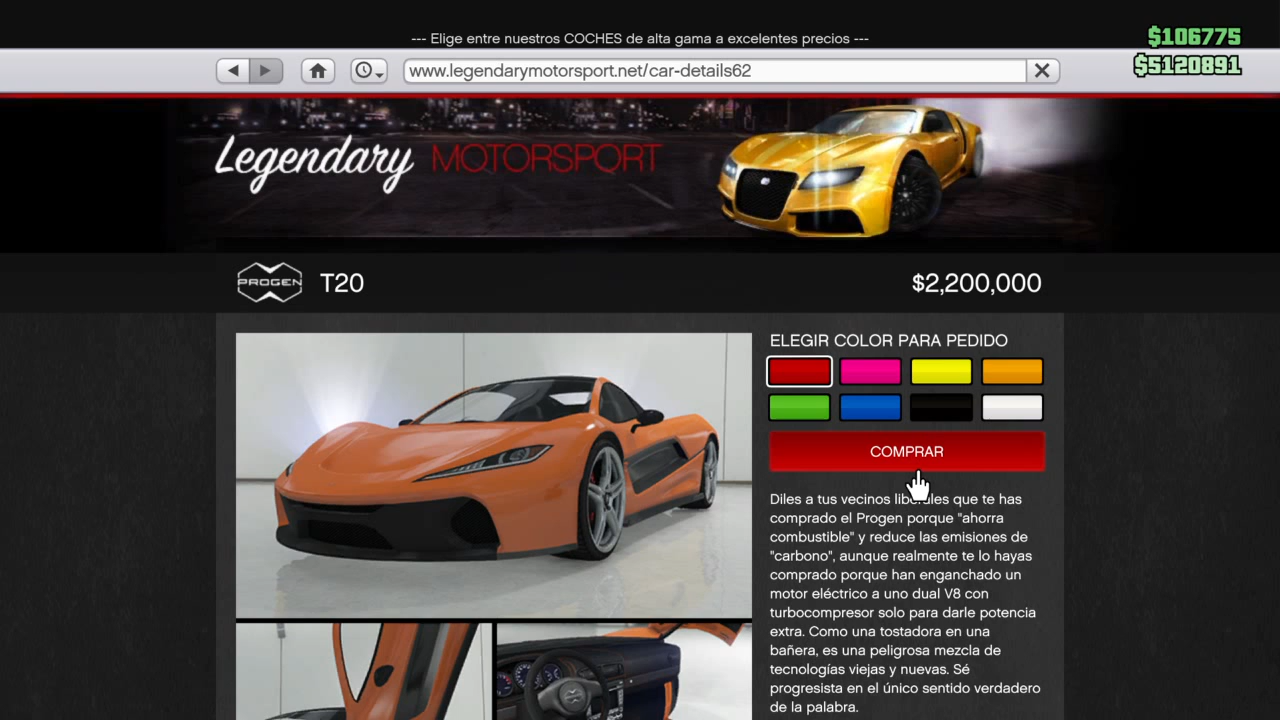 --- Elige entre nuestros COCHES de alta gama a excelentes precios ---
$106775
$5120891
www.legendarymotorsport.net/car-details62
Legendary MOTORSPORT
PROGEN
T20
$2,200,000
ELEGIR COLOR PARA PEDIDO
COMPRAR
Diles a tus vecinos liberales que te has
comprado el Progen porque "ahorra
combustible" y reduce las emisiones de
"carbono", aunque realmente te lo hayas
comprado porque han enganchado un
motor eléctrico a uno dual V8 con
turbocompresor solo para darle potencia
extra. Como una tostadora en una
bañera, es una peligrosa mezcla de
tecnologías viejas y nuevas. Sé
progresista en el único sentido verdadero
de la palabra.